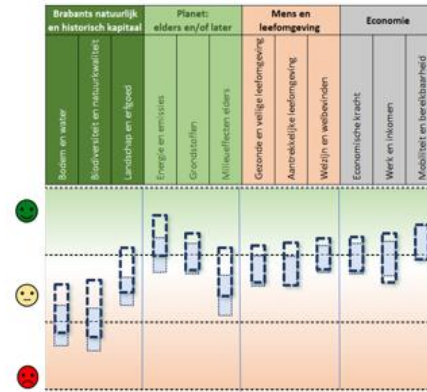 Brabants natuurlijk
en historisch kapitaal
Planet:
elders en/of later
Mens en
leefomgeving
Economie
Bodem en water
Biodiversiteit en natuurkwaliteit
Landschap en erfgoed
Energie en emissies
Grondstoffen
Milieueffecten elders
Gezonde en veilige leefomgeving
Aantrekkelijke leefomgeving
Welzijn en welbevinden
Economische kracht
Werk en inkomen
Mobiliteit en bereikbaarheid